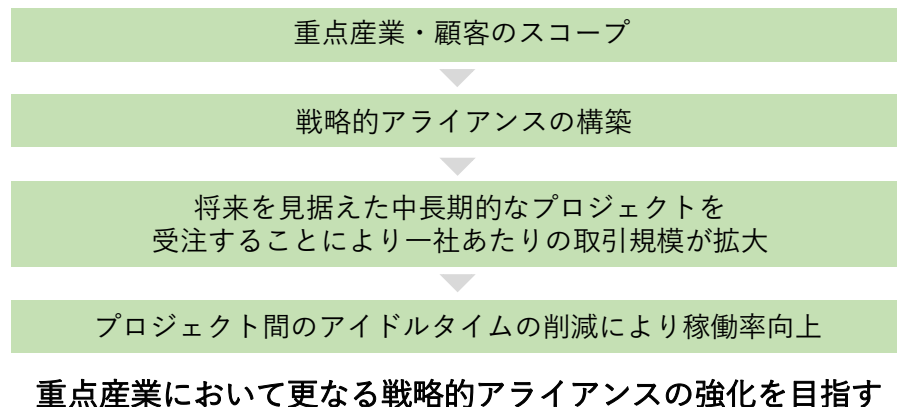 重点産業・顧客のスコープ
戦略的アライアンスの構築
将来を見据えた中長期的なプロジェクトを
受注することにより一社あたりの取引規模が拡大
プロジェクト間のアイドルタイムの削減により稼働率向上
重点産業において更なる戦略的アライアンスの強化を目指す